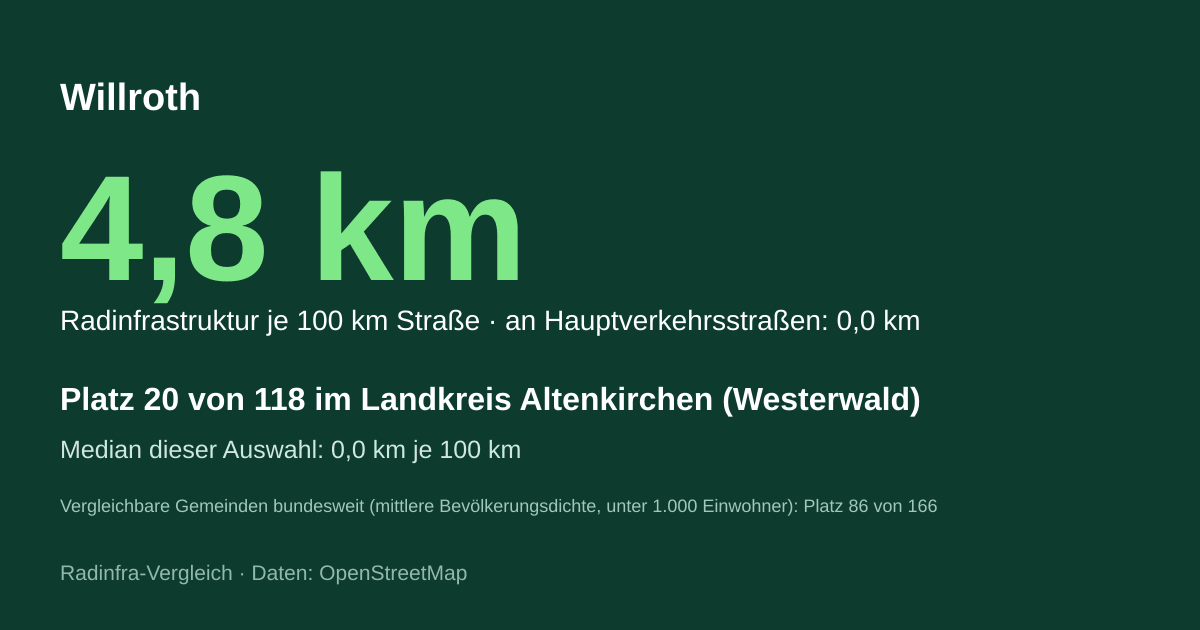 Willroth
4,8 km
Radinfrastruktur je 100 km Straße · an Hauptverkehrsstraßen: 0,0 km
Platz 20 von 118 im Landkreis Altenkirchen (Westerwald)
Median dieser Auswahl: 0,0 km je 100 km
Vergleichbare Gemeinden bundesweit (mittlere Bevölkerungsdichte, unter 1.000 Einwohner): Platz 86 von 166
Radinfra-Vergleich · Daten: OpenStreetMap